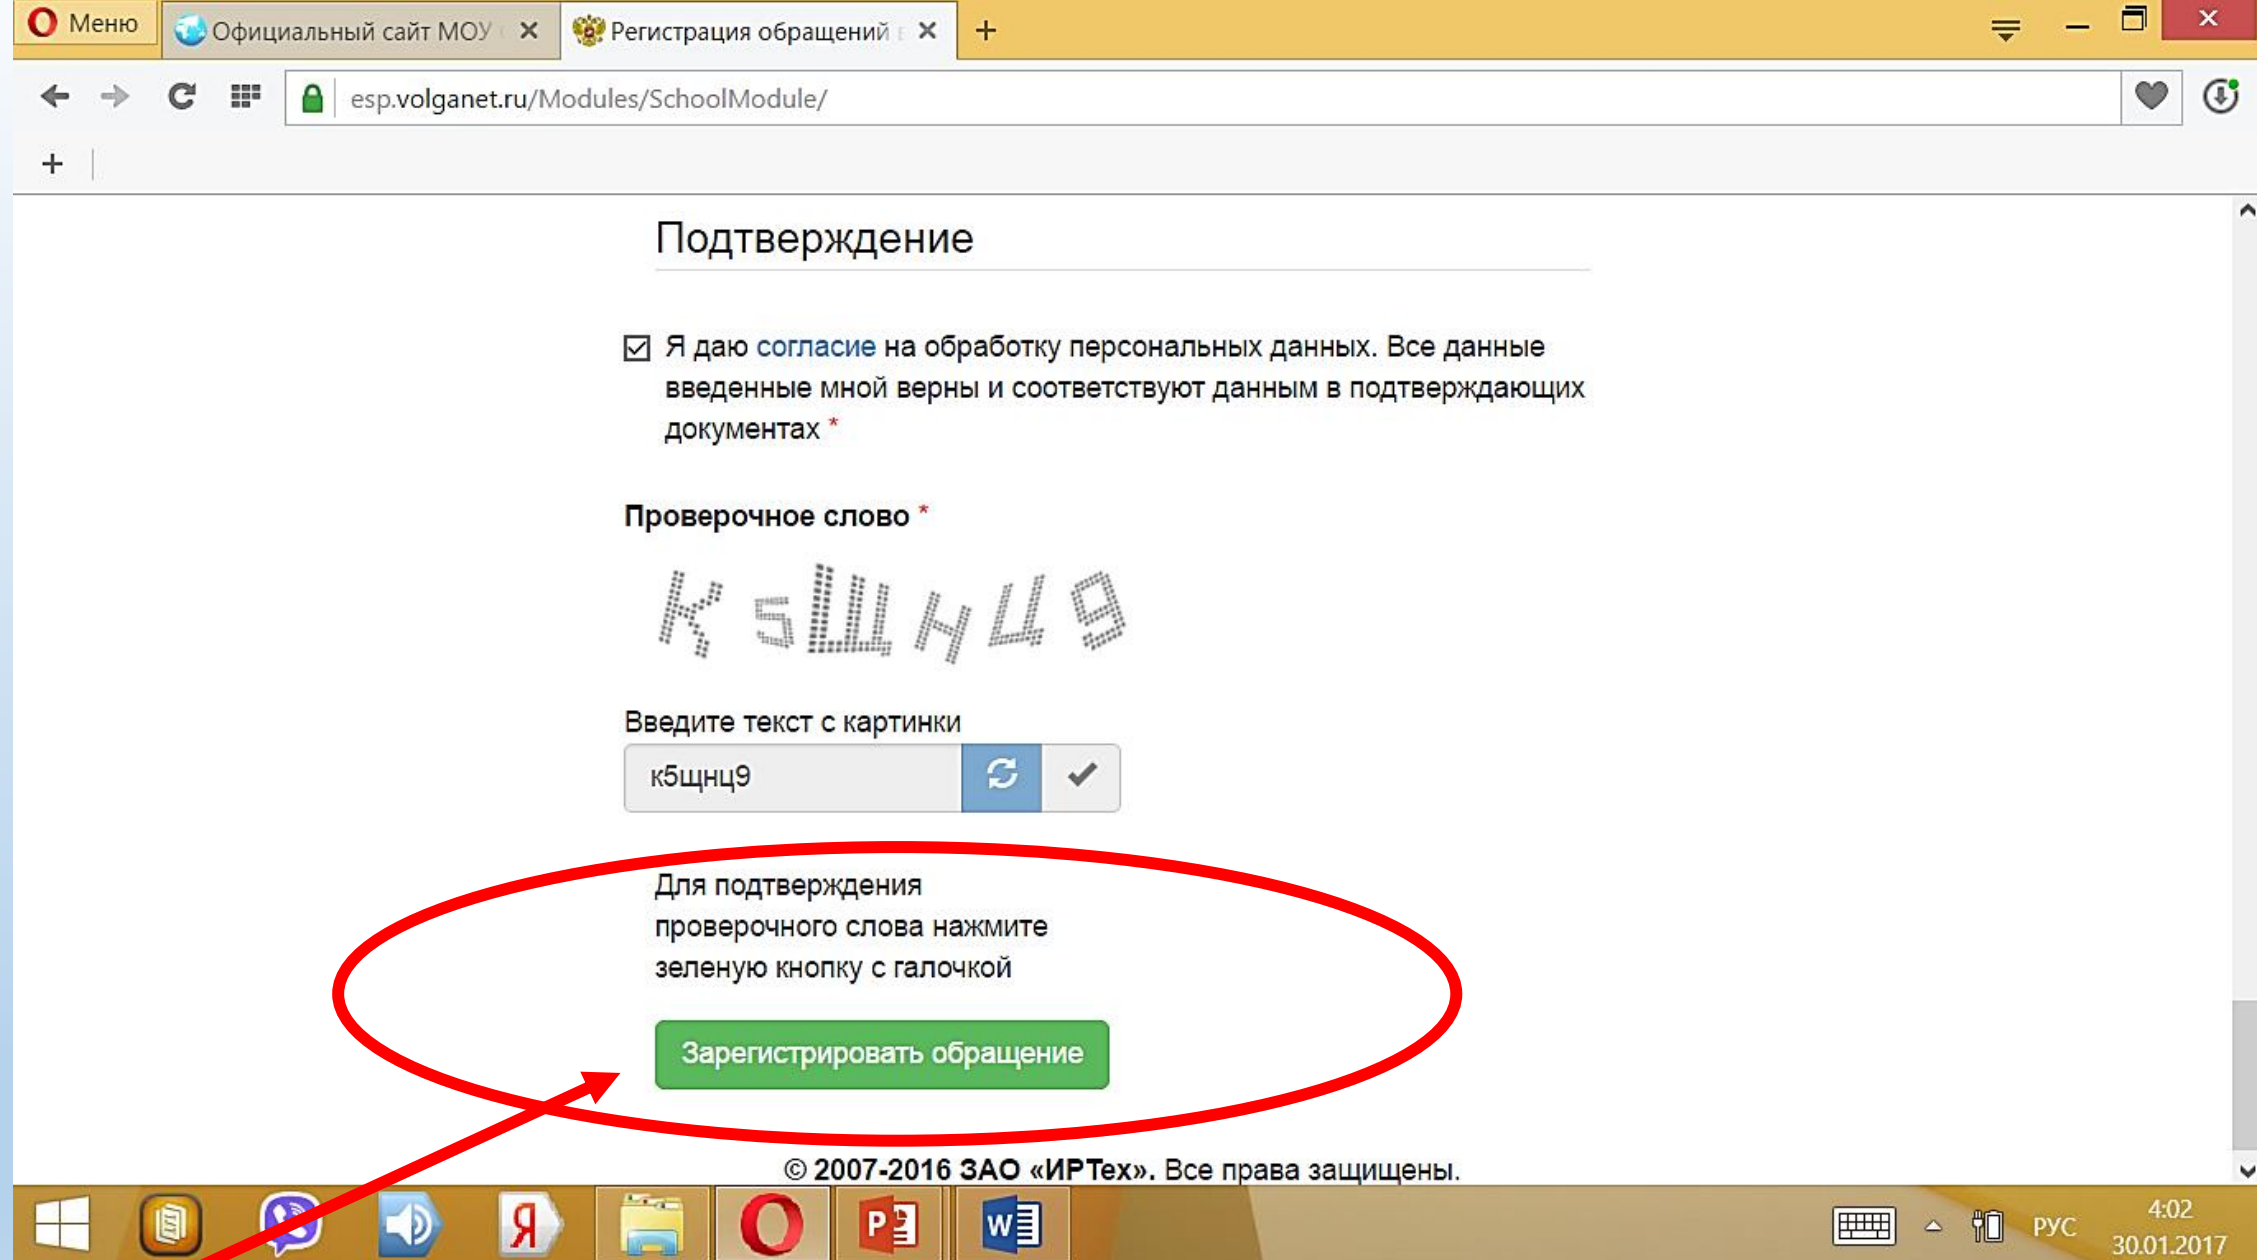 Меню
Официальный сайт МОУ
Регистрация обращений
esp.volganet.ru/Modules/SchoolModule/
Подтверждение
Я даю согласие на обработку персональных данных. Все данные
введенные мной верны и соответствуют данным в подтверждающих
документах *
Проверочное слово *
К5ЩНЦ9
Введите текст с картинки
к5щнц9
Для подтверждения
проверочного слова нажмите
зеленую кнопку с галочкой
Зарегистрировать обращение
© 2007-2016 ЗАО «ИРТех». Все права защищены.
РУС
4:02
30.01.2017